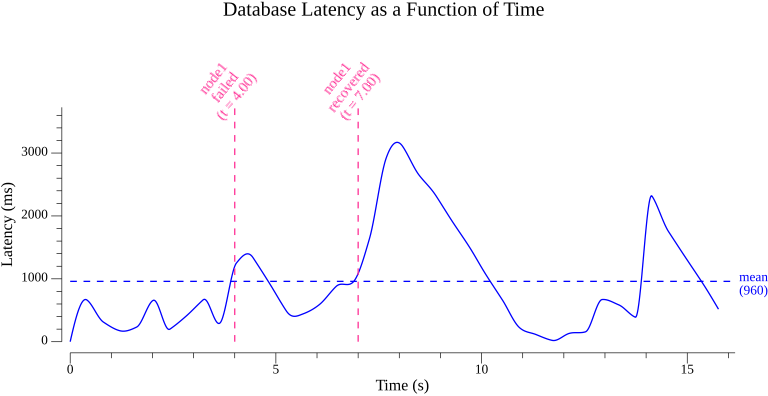 Database Latency as a Function of Time
node1
failed
(t = 4.00)
node1
recovered
(t = 7.00)
3000
2000
1000
0
Latency (ms)
mean
(960)
0
5
10
15
Time (s)